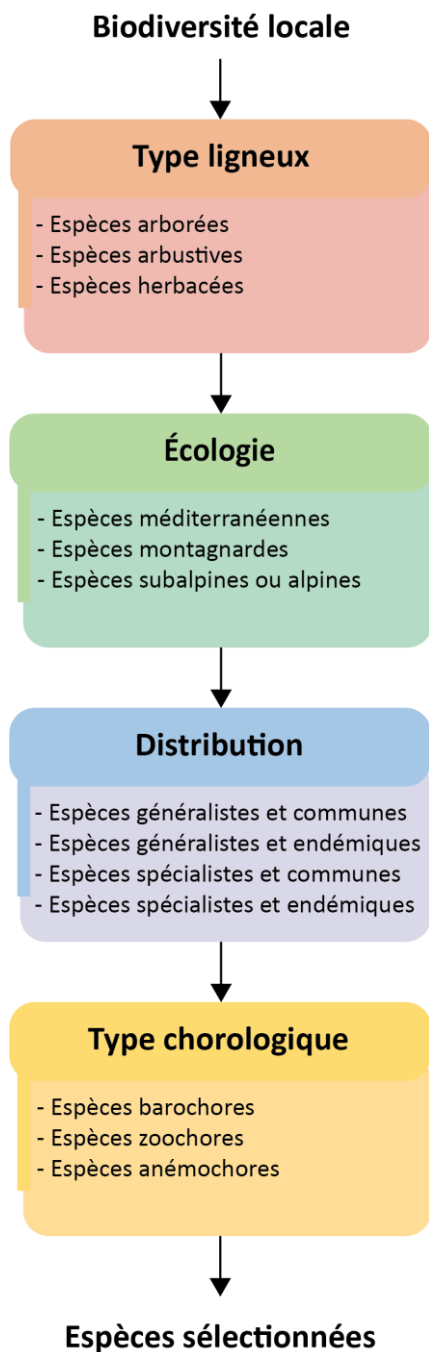 Biodiversité locale
Type ligneux
- Espèces arborées
- Espèces arbustives
- Espèces herbacées
Écologie
- Espèces méditerranéennes
- Espèces montagnardes
- Espèces subalpines ou alpines
Distribution
- Espèces généralistes et communes
- Espèces généralistes et endémiques
- Espèces spécialistes et communes
- Espèces spécialistes et endémiques
Type chorologique
- Espèces barochores
- Espèces zoochores
- Espèces anémochores
Espèces sélectionnées